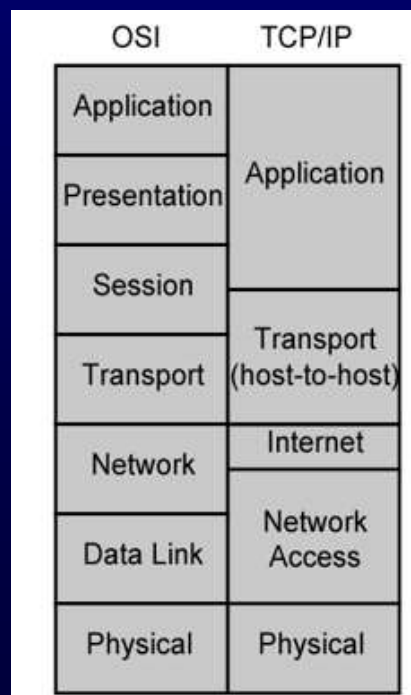 OSI
TCP/IP
Application
Presentation
Session
Transport
Network
Data Link
Physical
Application
Transport
(host-to-host)
Internet
Network
Access
Physical